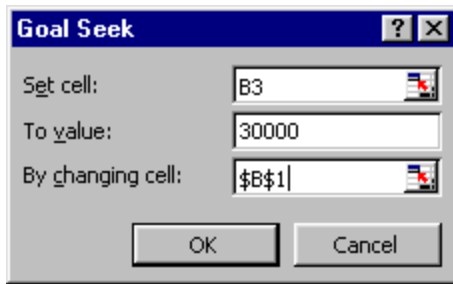 Goal Seek ?
Set cell: B3
To value: 30000
By changing cell: $B$1
OK Cancel